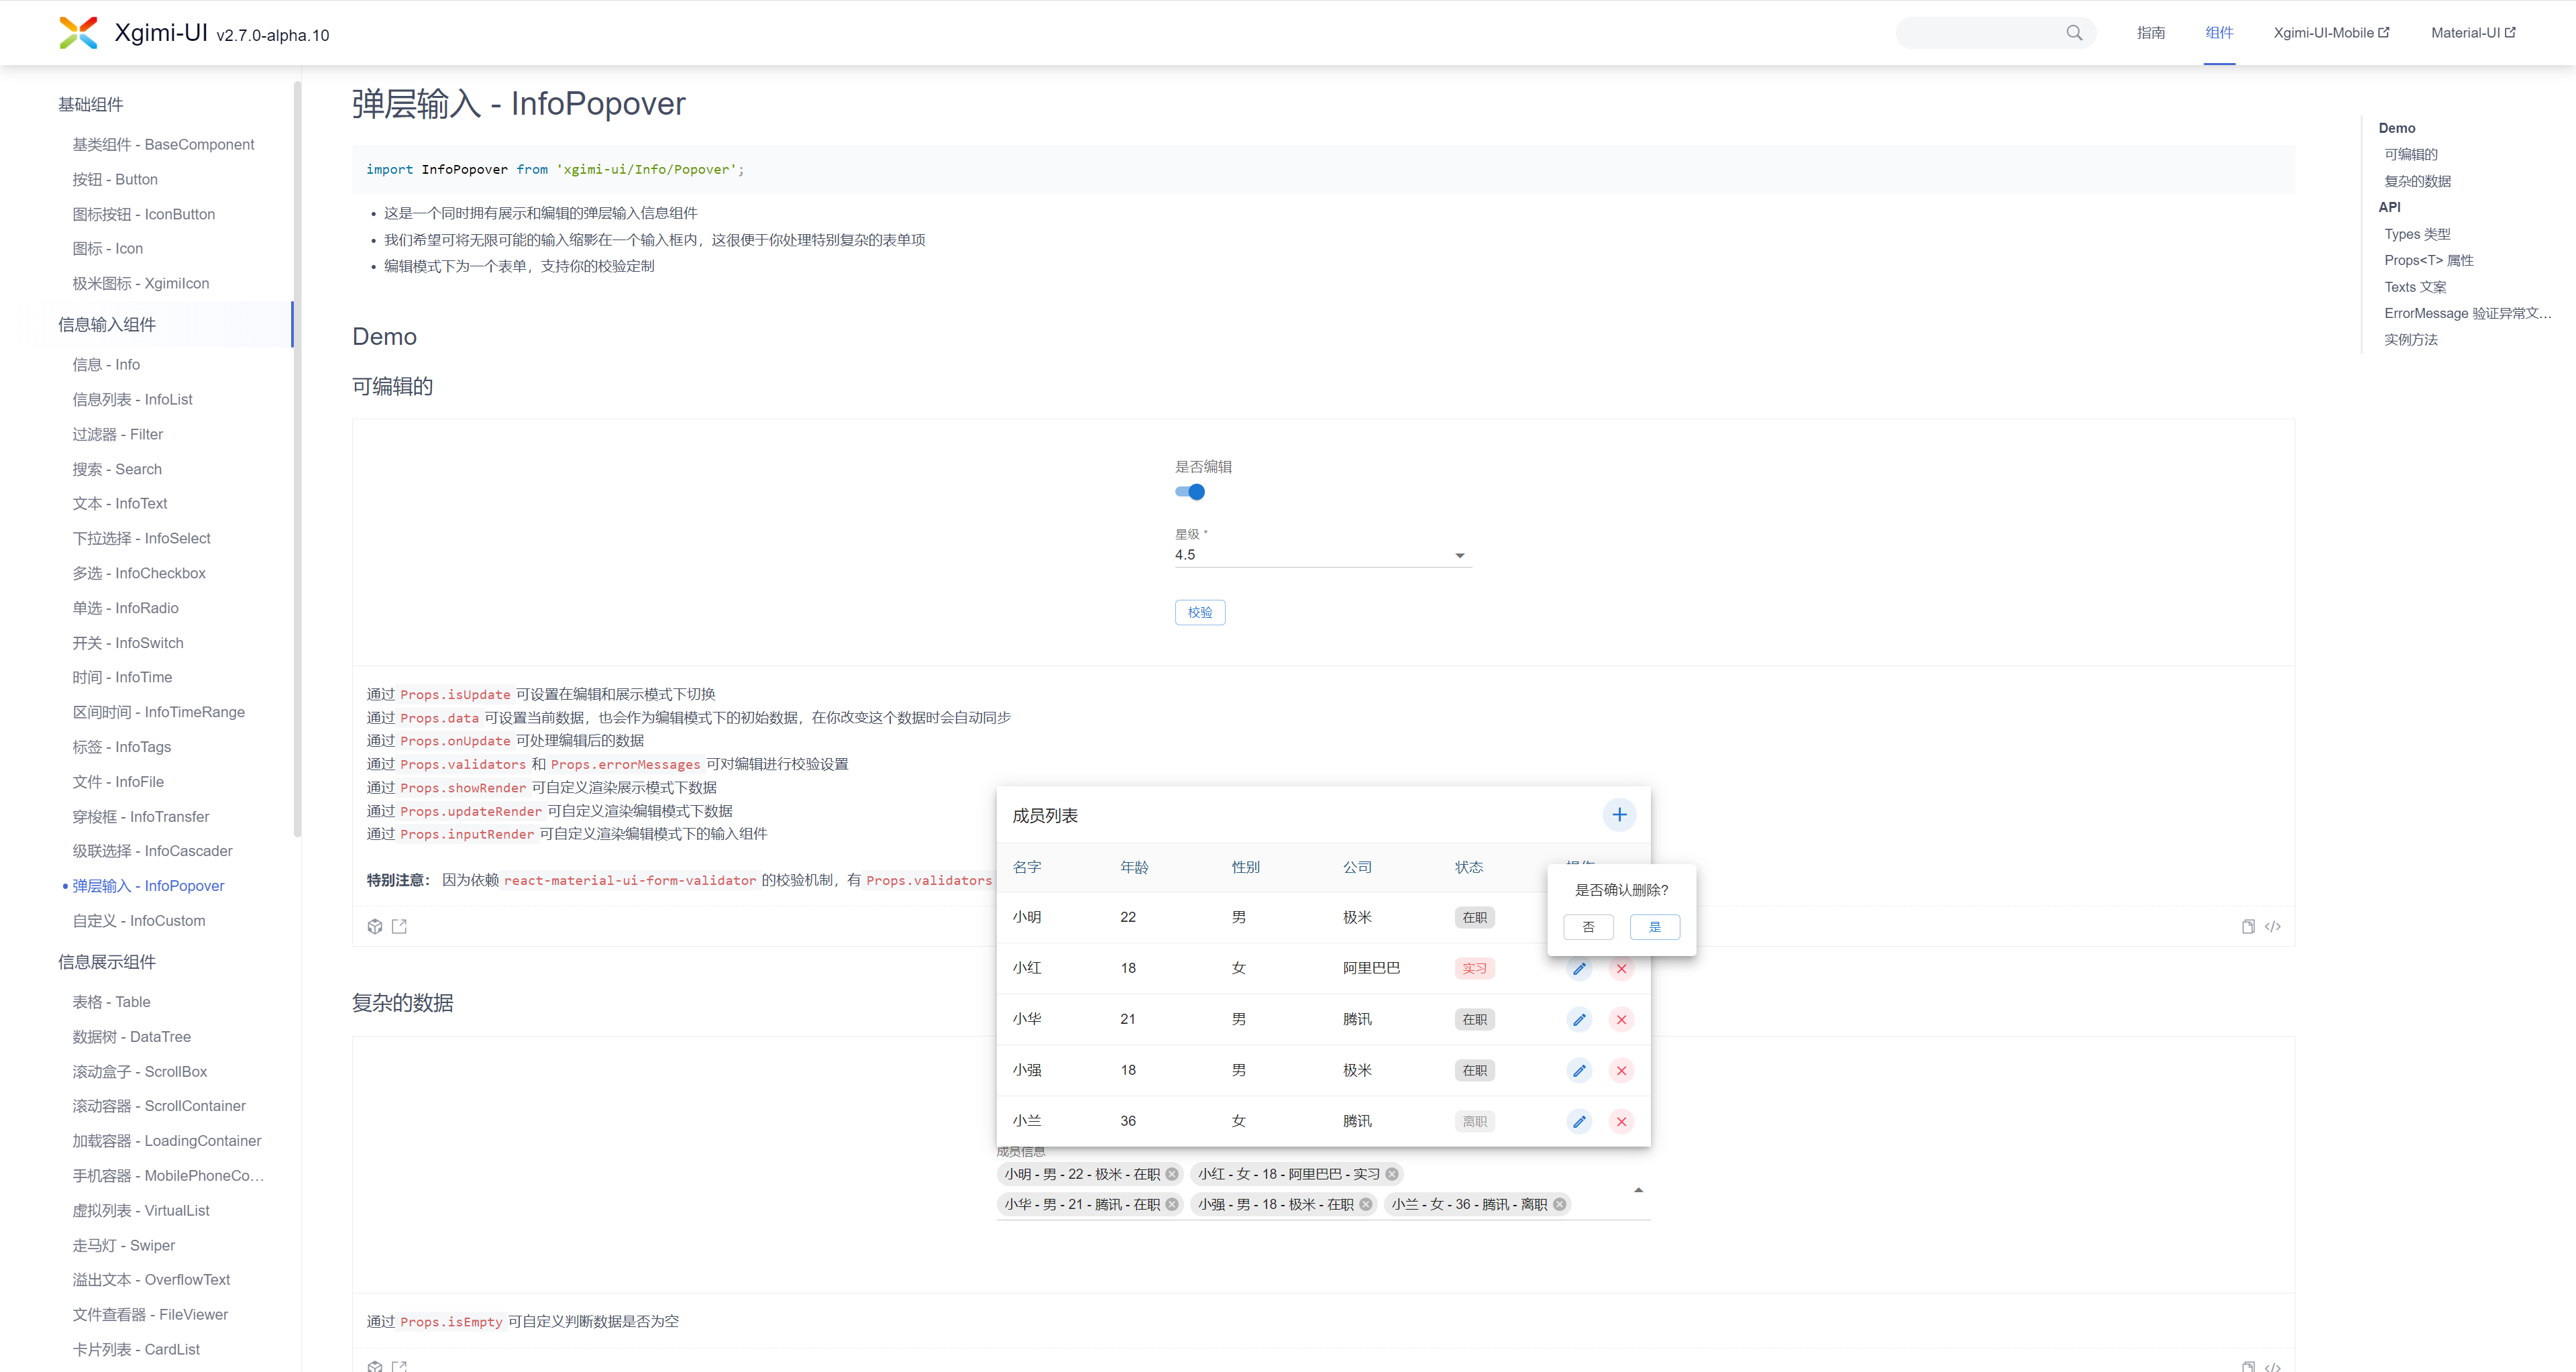 Xgimi-UI v2.7.0-alpha.10
指南
组件
Xgimi-UI-Mobile
Material-UI
基础组件
基类组件 - BaseComponent
按钮 - Button
图标按钮 - IconButton
图标 - Icon
极米图标 - XgimiIcon
信息输入组件
信息 - Info
信息列表 - InfoList
过滤器 - Filter
搜索 - Search
文本 - InfoText
下拉选择 - InfoSelect
多选 - InfoCheckbox
单选 - InfoRadio
开关 - InfoSwitch
时间 - InfoTime
区间时间 - InfoTimeRange
标签 - InfoTags
文件 - InfoFile
穿梭框 - InfoTransfer
级联选择 - InfoCascader
弹层输入 - InfoPopover
自定义 - InfoCustom
信息展示组件
表格 - Table
数据树 - DataTree
滚动盒子 - ScrollBox
滚动容器 - ScrollContainer
加载容器 - LoadingContainer
手机容器 - MobilePhoneCo…
虚拟列表 - VirtualList
走马灯 - Swiper
溢出文本 - OverflowText
文件查看器 - FileViewer
卡片列表 - CardList
弹层输入 - InfoPopover
import InfoPopover from 'xgimi-ui/Info/Popover';
• 这是一个同时拥有展示和编辑的弹层输入信息组件
• 我们希望可将无限可能的输入缩影在一个输入框内，这很便于你处理特别复杂的表单项
• 编辑模式下为一个表单，支持你的校验定制
Demo
可编辑的
是否编辑
星级 *
4.5
校验
通过 Props.isUpdate 可设置在编辑和展示模式下切换
通过 Props.data 可设置当前数据，也会作为编辑模式下的初始数据，在你改变这个数据时会自动同步
通过 Props.onUpdate 可处理编辑后的数据
通过 Props.validators 和 Props.errorMessages 可对编辑进行校验设置
通过 Props.showRender 可自定义渲染展示模式下数据
通过 Props.updateRender 可自定义渲染编辑模式下数据
通过 Props.inputRender 可自定义渲染编辑模式下的输入组件
特别注意： 因为依赖 react-material-ui-form-validator 的校验机制，有 Props.validators
复杂的数据
成员列表
名字 年龄 性别 公司 状态
小明 22 男 极米 在职
小红 18 女 阿里巴巴 实习
小华 21 男 腾讯 在职
小强 18 男 极米 在职
小兰 36 女 腾讯 离职
是否确认删除?
否 是
成员信息
小明 - 男 - 22 - 极米 - 在职 小红 - 女 - 18 - 阿里巴巴 - 实习
小华 - 男 - 21 - 腾讯 - 在职 小强 - 男 - 18 - 极米 - 在职 小兰 - 女 - 36 - 腾讯 - 离职
通过 Props.isEmpty 可自定义判断数据是否为空
Demo
可编辑的
复杂的数据
API
Types 类型
Props<T> 属性
Texts 文案
ErrorMessage 验证异常文…
实例方法